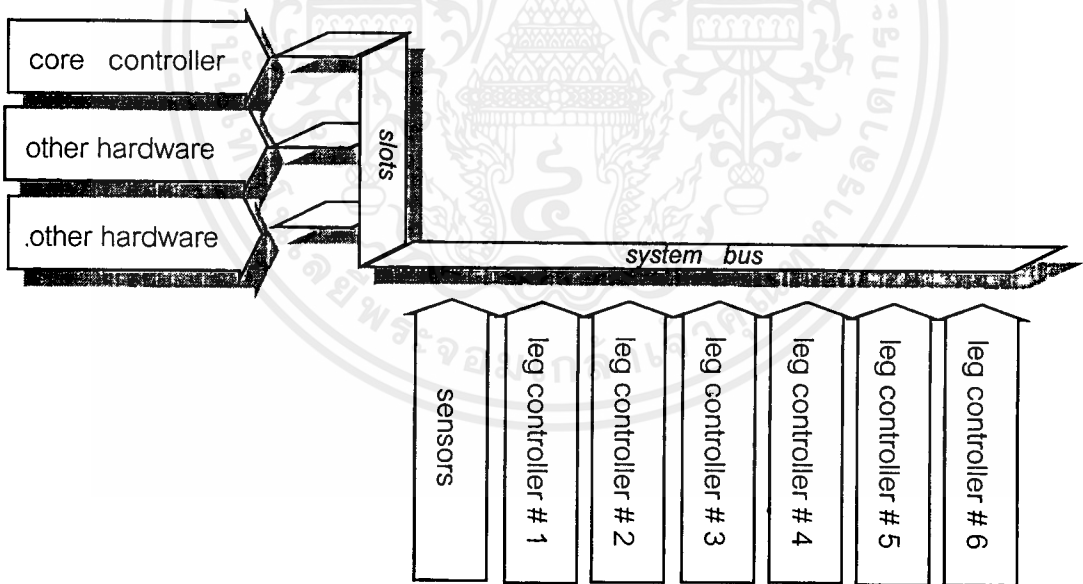 core controller
other hardware
.other hardware
slots
system bus
sensors
leg controller # 1
leg controller # 2
leg controller # 3
leg controller # 4
leg controller # 5
leg controller # 6